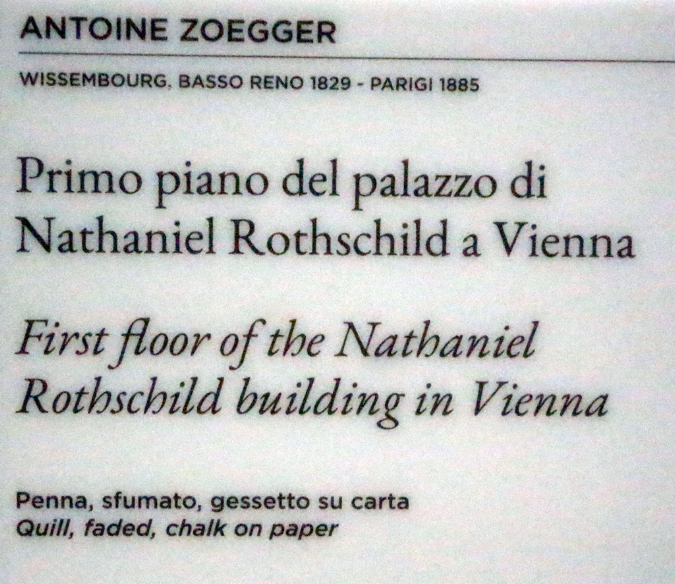 ANTOINE ZOEGGER
WISSEMBOURG, BASSO RENO 1829 - PARIGI 1885
Primo piano del palazzo di
Nathaniel Rothschild a Vienna
First floor of the Nathaniel
Rothschild building in Vienna
Penna, sfumato, gessetto su carta
Quill, faded, chalk on paper